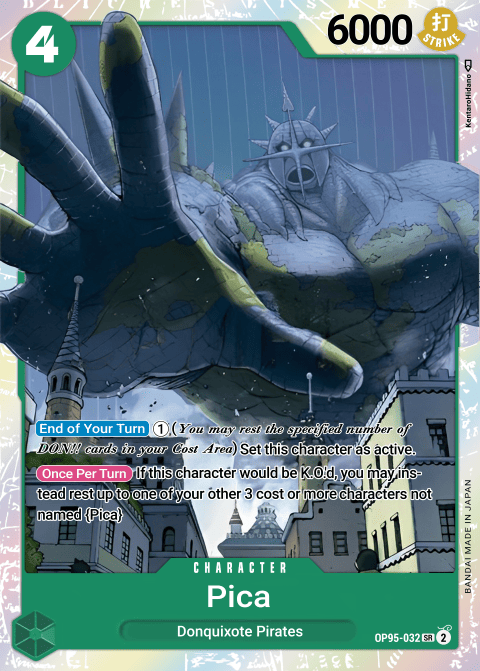 4
6000
打
STRIKE
KentaroHidano
End of Your Turn ① (You may rest the specified number of
DON!! cards in your Cost Area) Set this character as active.
Once Per Turn If this character would be K.O.'d, you may ins-
tead rest up to one of your other 3 cost or more characters not
named {Pica}
BANDAI MADE IN JAPAN
CHARACTER
Pica
Donquixote Pirates
OP95-032 SR 2